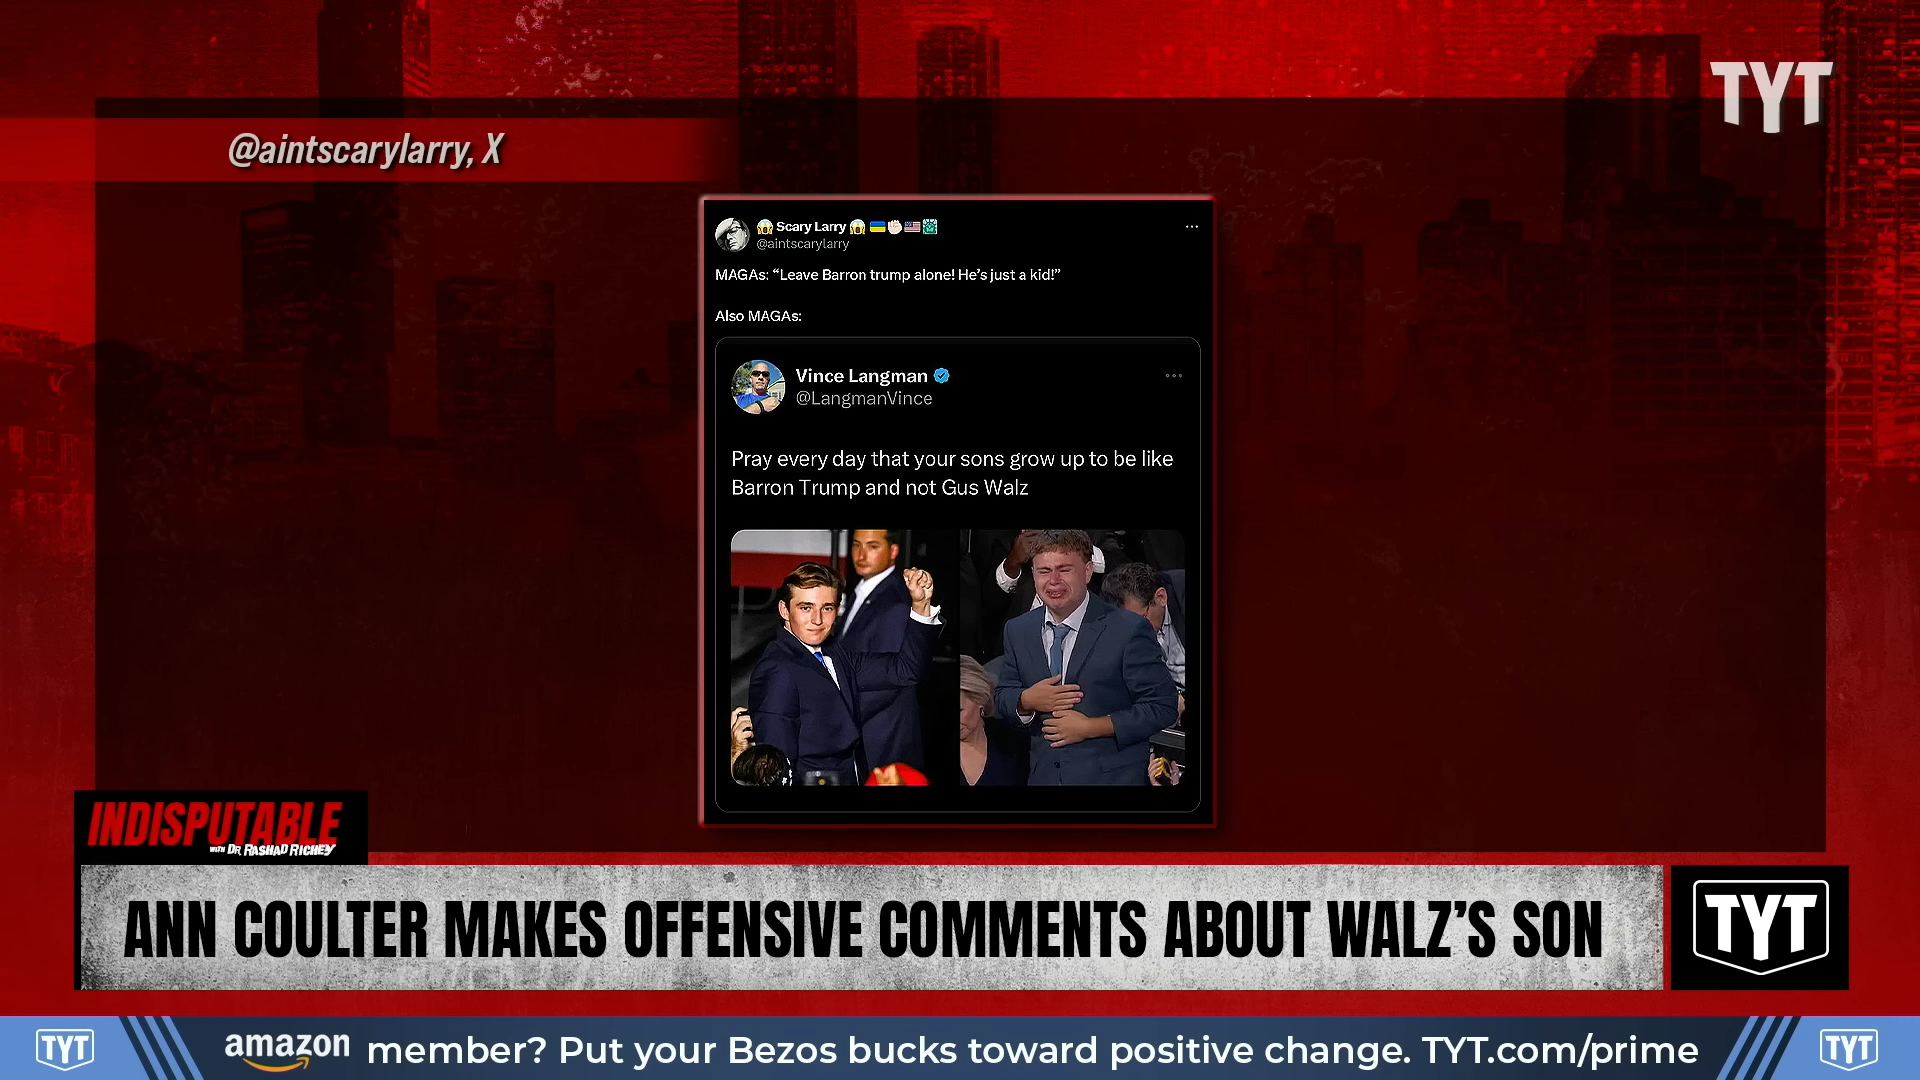 TYT
@aintscarylarry, X
Scary Larry
@aintscarylarry
MAGAs: “Leave Barron trump alone! He’s just a kid!”
Also MAGAs:
Vince Langman
@LangmanVince
Pray every day that your sons grow up to be like
Barron Trump and not Gus Walz
INDISPUTABLE
WITH DR RASHAD RICHEY
ANN COULTER MAKES OFFENSIVE COMMENTS ABOUT WALZ’S SON
TYT
TYT amazon member? Put your Bezos bucks toward positive change. TYT.com/prime TYT